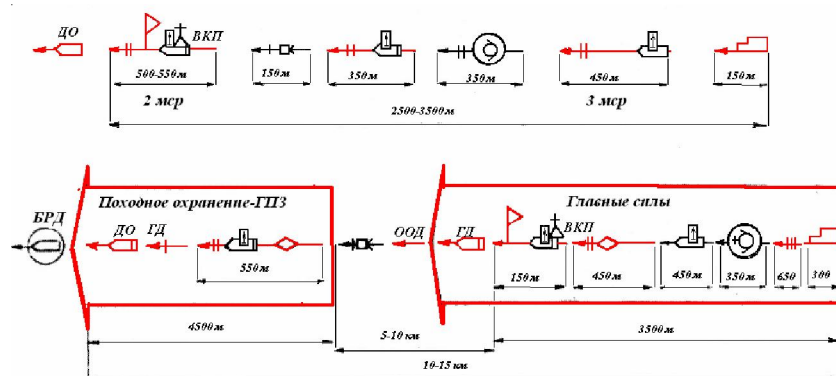 ДО
ВКП
500-550м
150м
350м
350м
450м
150м
2 мср
3 мср
2500-3500м
БРД
Походное охранение-ГПЗ
Главные силы
ДО
ГД
ООД
ГД
ВКП
550м
150м
450м
450м
350м
650
300
4500м
5-10 км
3500м
10-15 км